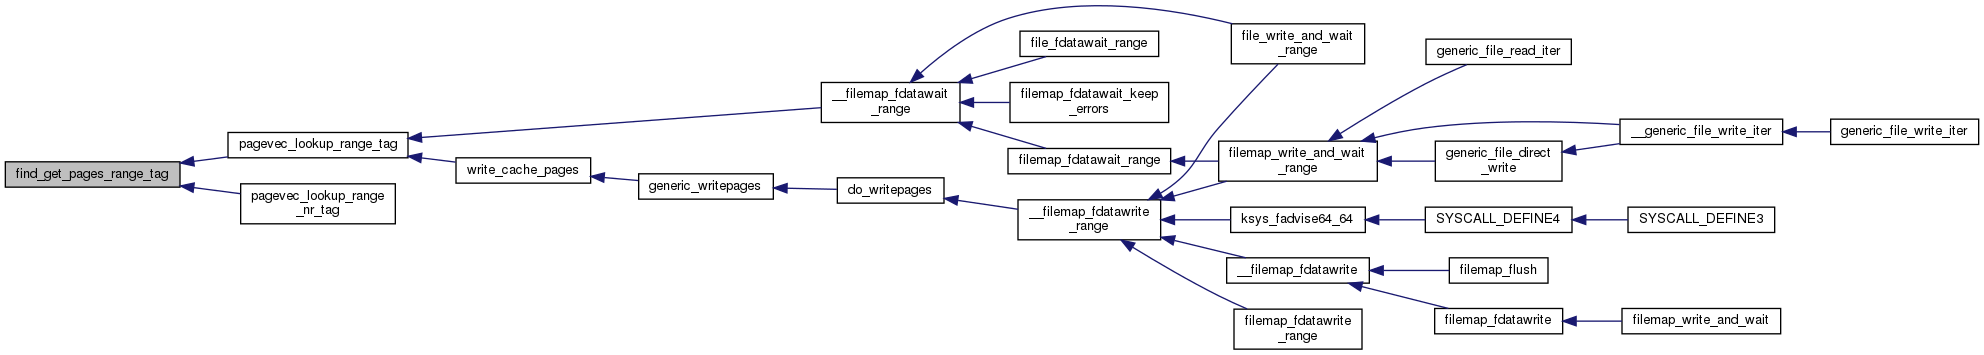 find_get_pages_range_tag
pagevec_lookup_range_tag
pagevec_lookup_range
_nr_tag
write_cache_pages
generic_writepages
do_writepages
__filemap_fdatawait
_range
file_fdatawait_range
filemap_fdatawait_keep
_errors
filemap_fdatawait_range
__filemap_fdatawrite
_range
file_write_and_wait
_range
filemap_write_and_wait
_range
ksys_fadvise64_64
__filemap_fdatawrite
filemap_fdatawrite
_range
generic_file_read_iter
generic_file_direct
_write
SYSCALL_DEFINE4
filemap_flush
filemap_fdatawrite
__generic_file_write_iter
SYSCALL_DEFINE3
filemap_write_and_wait
generic_file_write_iter